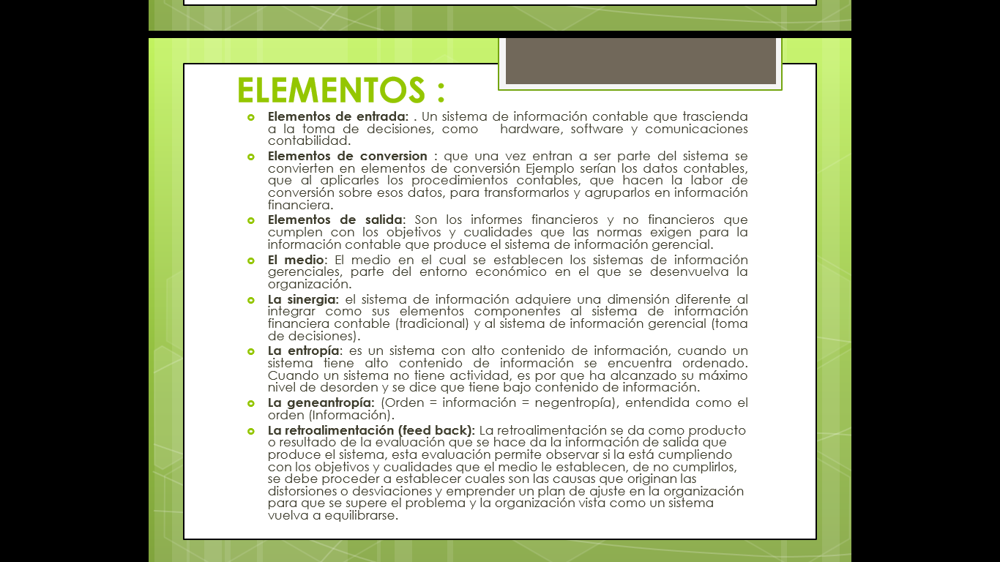 ELEMENTOS :
Elementos de entrada: . Un sistema de información contable que trascienda
a la toma de decisiones, como hardware, software y comunicaciones
contabilidad.
Elementos de conversion : que una vez entran a ser parte del sistema se
convierten en elementos de conversión Ejemplo serían los datos contables,
que al aplicarles los procedimientos contables, que hacen la labor de
conversión sobre esos datos, para transformarlos y agruparlos en información
financiera.
Elementos de salida: Son los informes financieros y no financieros que
cumplen con los objetivos y cualidades que las normas exigen para la
información contable que produce el sistema de información gerencial.
El medio: El medio en el cual se establecen los sistemas de información
gerenciales, parte del entorno económico en el que se desenvuelva la
organización.
La sinergia: el sistema de información adquiere una dimensión diferente al
integrar como sus elementos componentes al sistema de información
financiera contable (tradicional) y al sistema de información gerencial (toma
de decisiones).
La entropía: es un sistema con alto contenido de información, cuando un
sistema tiene alto contenido de información se encuentra ordenado.
Cuando un sistema no tiene actividad, es por que ha alcanzado su máximo
nivel de desorden y se dice que tiene bajo contenido de información.
La geneantropía: (Orden = información = negentropía), entendida como el
orden (Información).
La retroalimentación (feed back): La retroalimentación se da como producto
o resultado de la evaluación que se hace da la información de salida que
produce el sistema, esta evaluación permite observar si la está cumpliendo
con los objetivos y cualidades que el medio le establecen, de no cumplirlos,
se debe proceder a establecer cuales son las causas que originan las
distorsiones o desviaciones y emprender un plan de ajuste en la organización
para que se supere el problema y la organización vista como un sistema
vuelva a equilibrarse.